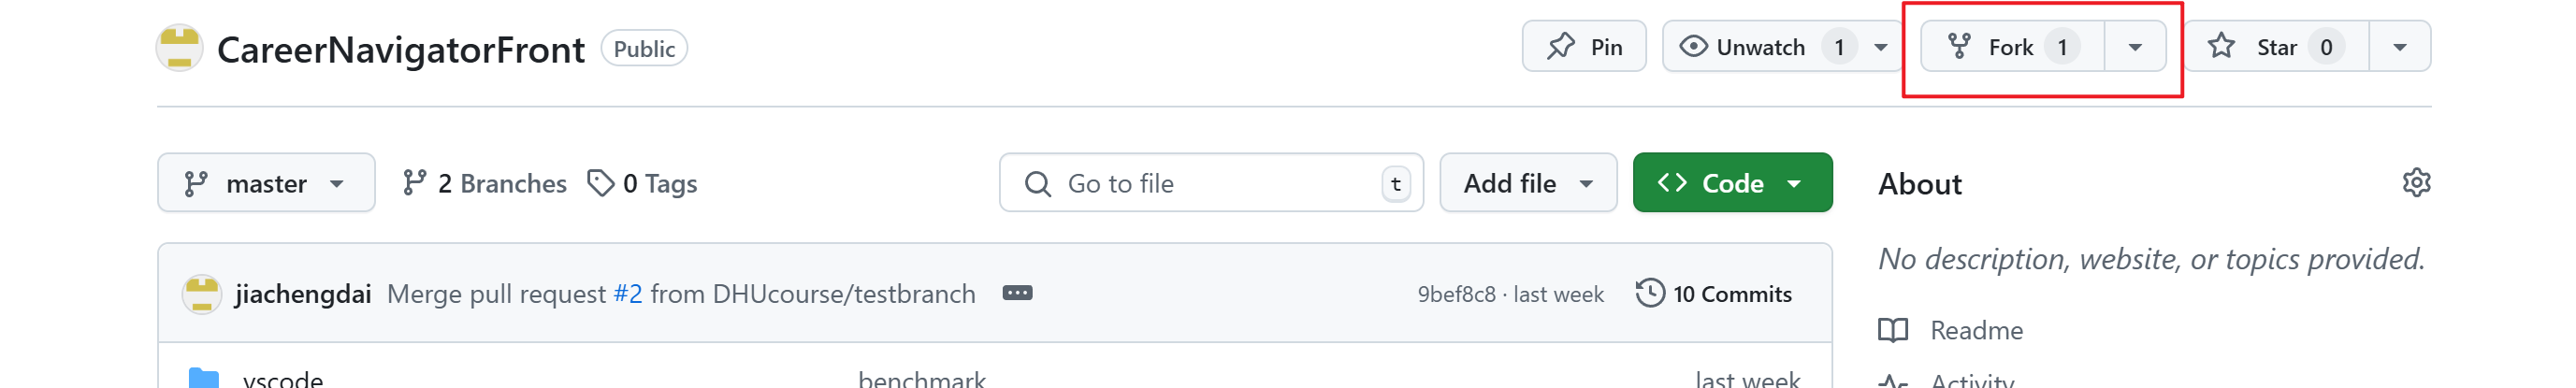 CareerNavigatorFront Public Pin Unwatch 1 Fork 1 Star 0
master 2 Branches 0 Tags Go to file t Add file Code About
No description, website, or topics provided.
jiachengdai Merge pull request #2 from DHUcourse/testbranch 9bef8c8 · last week 10 Commits
Readme
vscode benchmark last week Activity